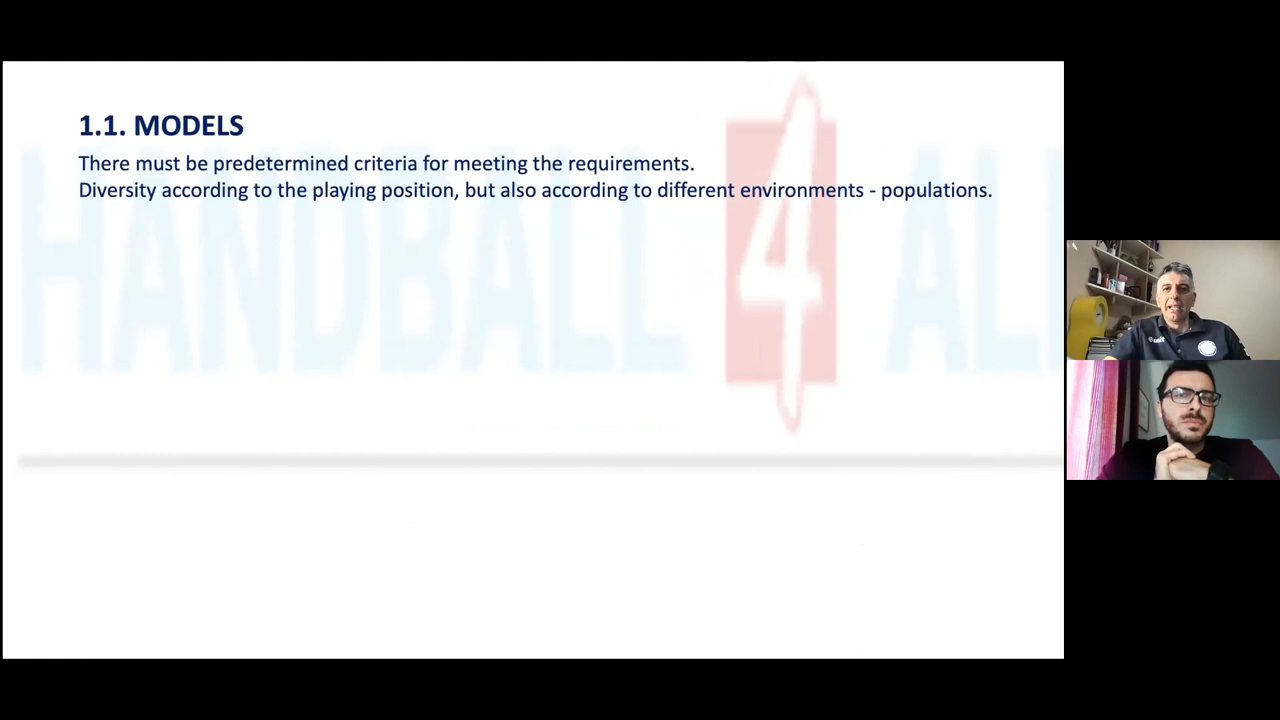 1.1. MODELS
There must be predetermined criteria for meeting the requirements.
Diversity according to the playing position, but also according to different environments - populations.
HANDBALL 4 AL